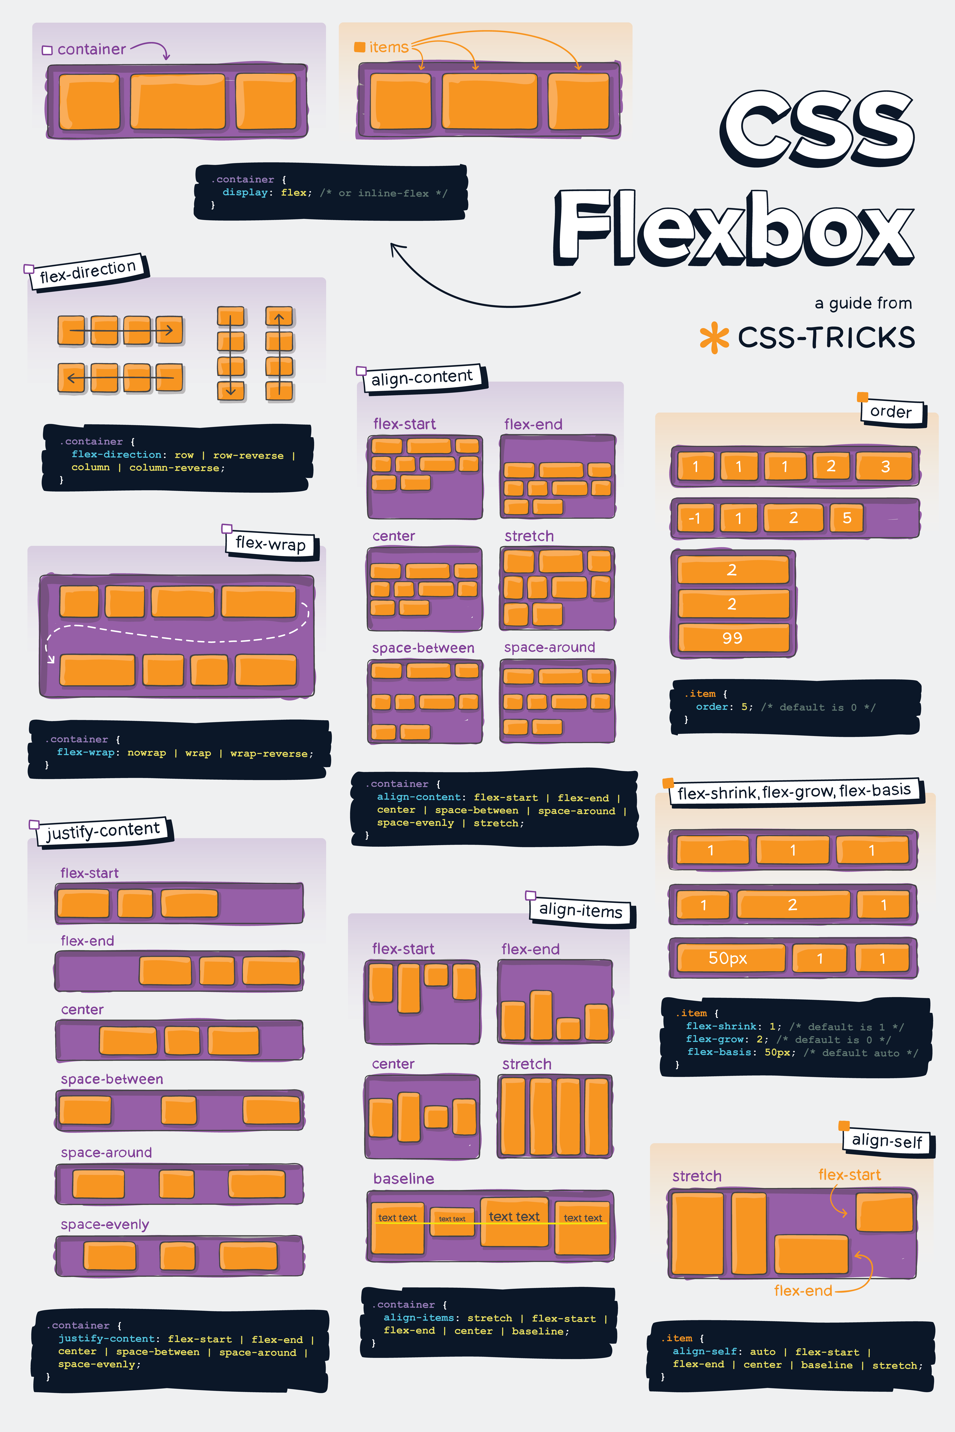 container
items
CSS
Flexbox
a guide from
CSS-TRICKS
.container {
display: flex; /* or inline-flex */
}
flex-direction
.container {
flex-direction: row | row-reverse |
column | column-reverse;
}
flex-wrap
.container {
flex-wrap: nowrap | wrap | wrap-reverse;
}
justify-content
flex-start
flex-end
center
space-between
space-around
space-evenly
.container {
justify-content: flex-start | flex-end |
center | space-between | space-around |
space-evenly;
}
align-content
flex-start flex-end
center stretch
space-between space-around
.container {
align-content: flex-start | flex-end |
center | space-between | space-around |
space-evenly | stretch;
}
align-items
flex-start flex-end
center stretch
baseline
text text text text text text text text
.container {
align-items: stretch | flex-start |
flex-end | center | baseline;
}
order
1 1 1 2 3
-1 1 2 5
2
2
99
.item {
order: 5; /* default is 0 */
}
flex-shrink, flex-grow, flex-basis
1 1 1
1 2 1
50px 1 1
.item {
flex-shrink: 1; /* default is 1 */
flex-grow: 2; /* default is 0 */
flex-basis: 50px; /* default auto */
}
align-self
stretch flex-start
flex-end
.item {
align-self: auto | flex-start |
flex-end | center | baseline | stretch;
}